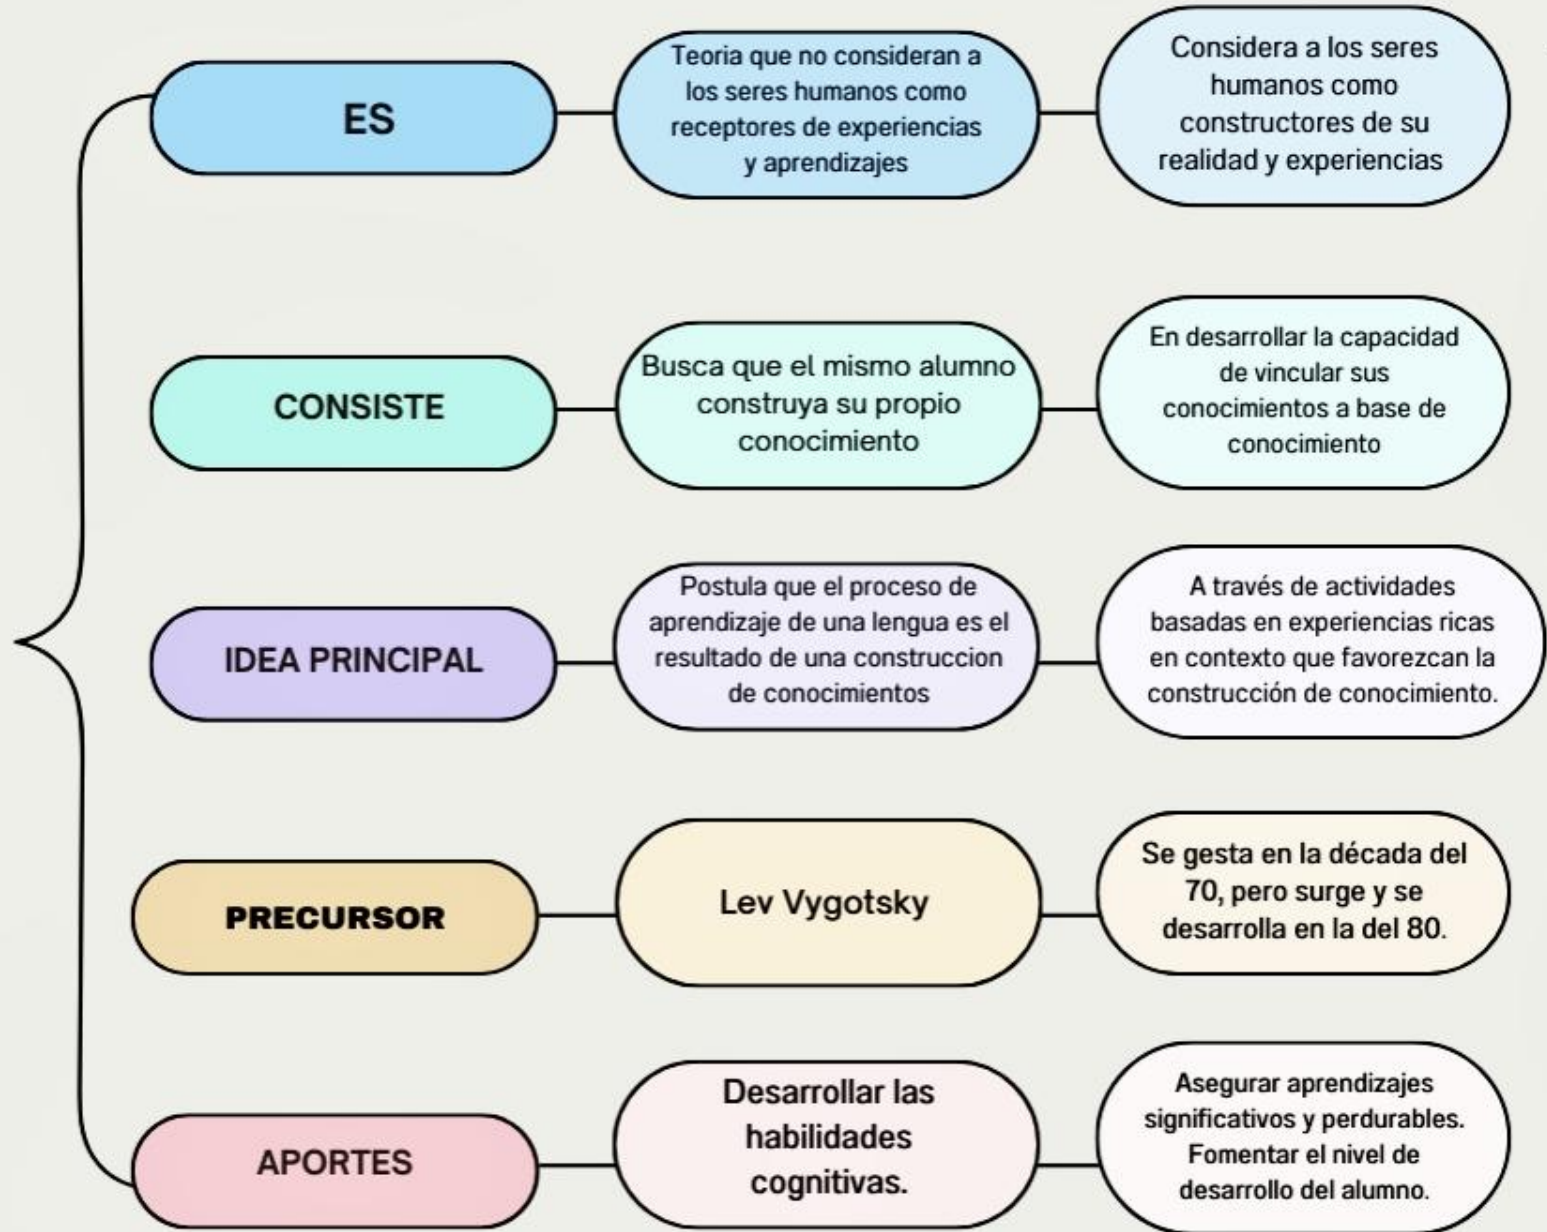 ES
Teoria que no consideran a
los seres humanos como
receptores de experiencias
y aprendizajes
Considera a los seres
humanos como
constructores de su
realidad y experiencias
CONSISTE
Busca que el mismo alumno
construya su propio
conocimiento
En desarrollar la capacidad
de vincular sus
conocimientos a base de
conocimiento
IDEA PRINCIPAL
Postula que el proceso de
aprendizaje de una lengua es el
resultado de una construccion
de conocimientos
A través de actividades
basadas en experiencias ricas
en contexto que favorezcan la
construcción de conocimiento.
PRECURSOR
Lev Vygotsky
Se gesta en la década del
70, pero surge y se
desarrolla en la del 80.
APORTES
Desarrollar las
habilidades
cognitivas.
Asegurar aprendizajes
significativos y perdurables.
Fomentar el nivel de
desarrollo del alumno.